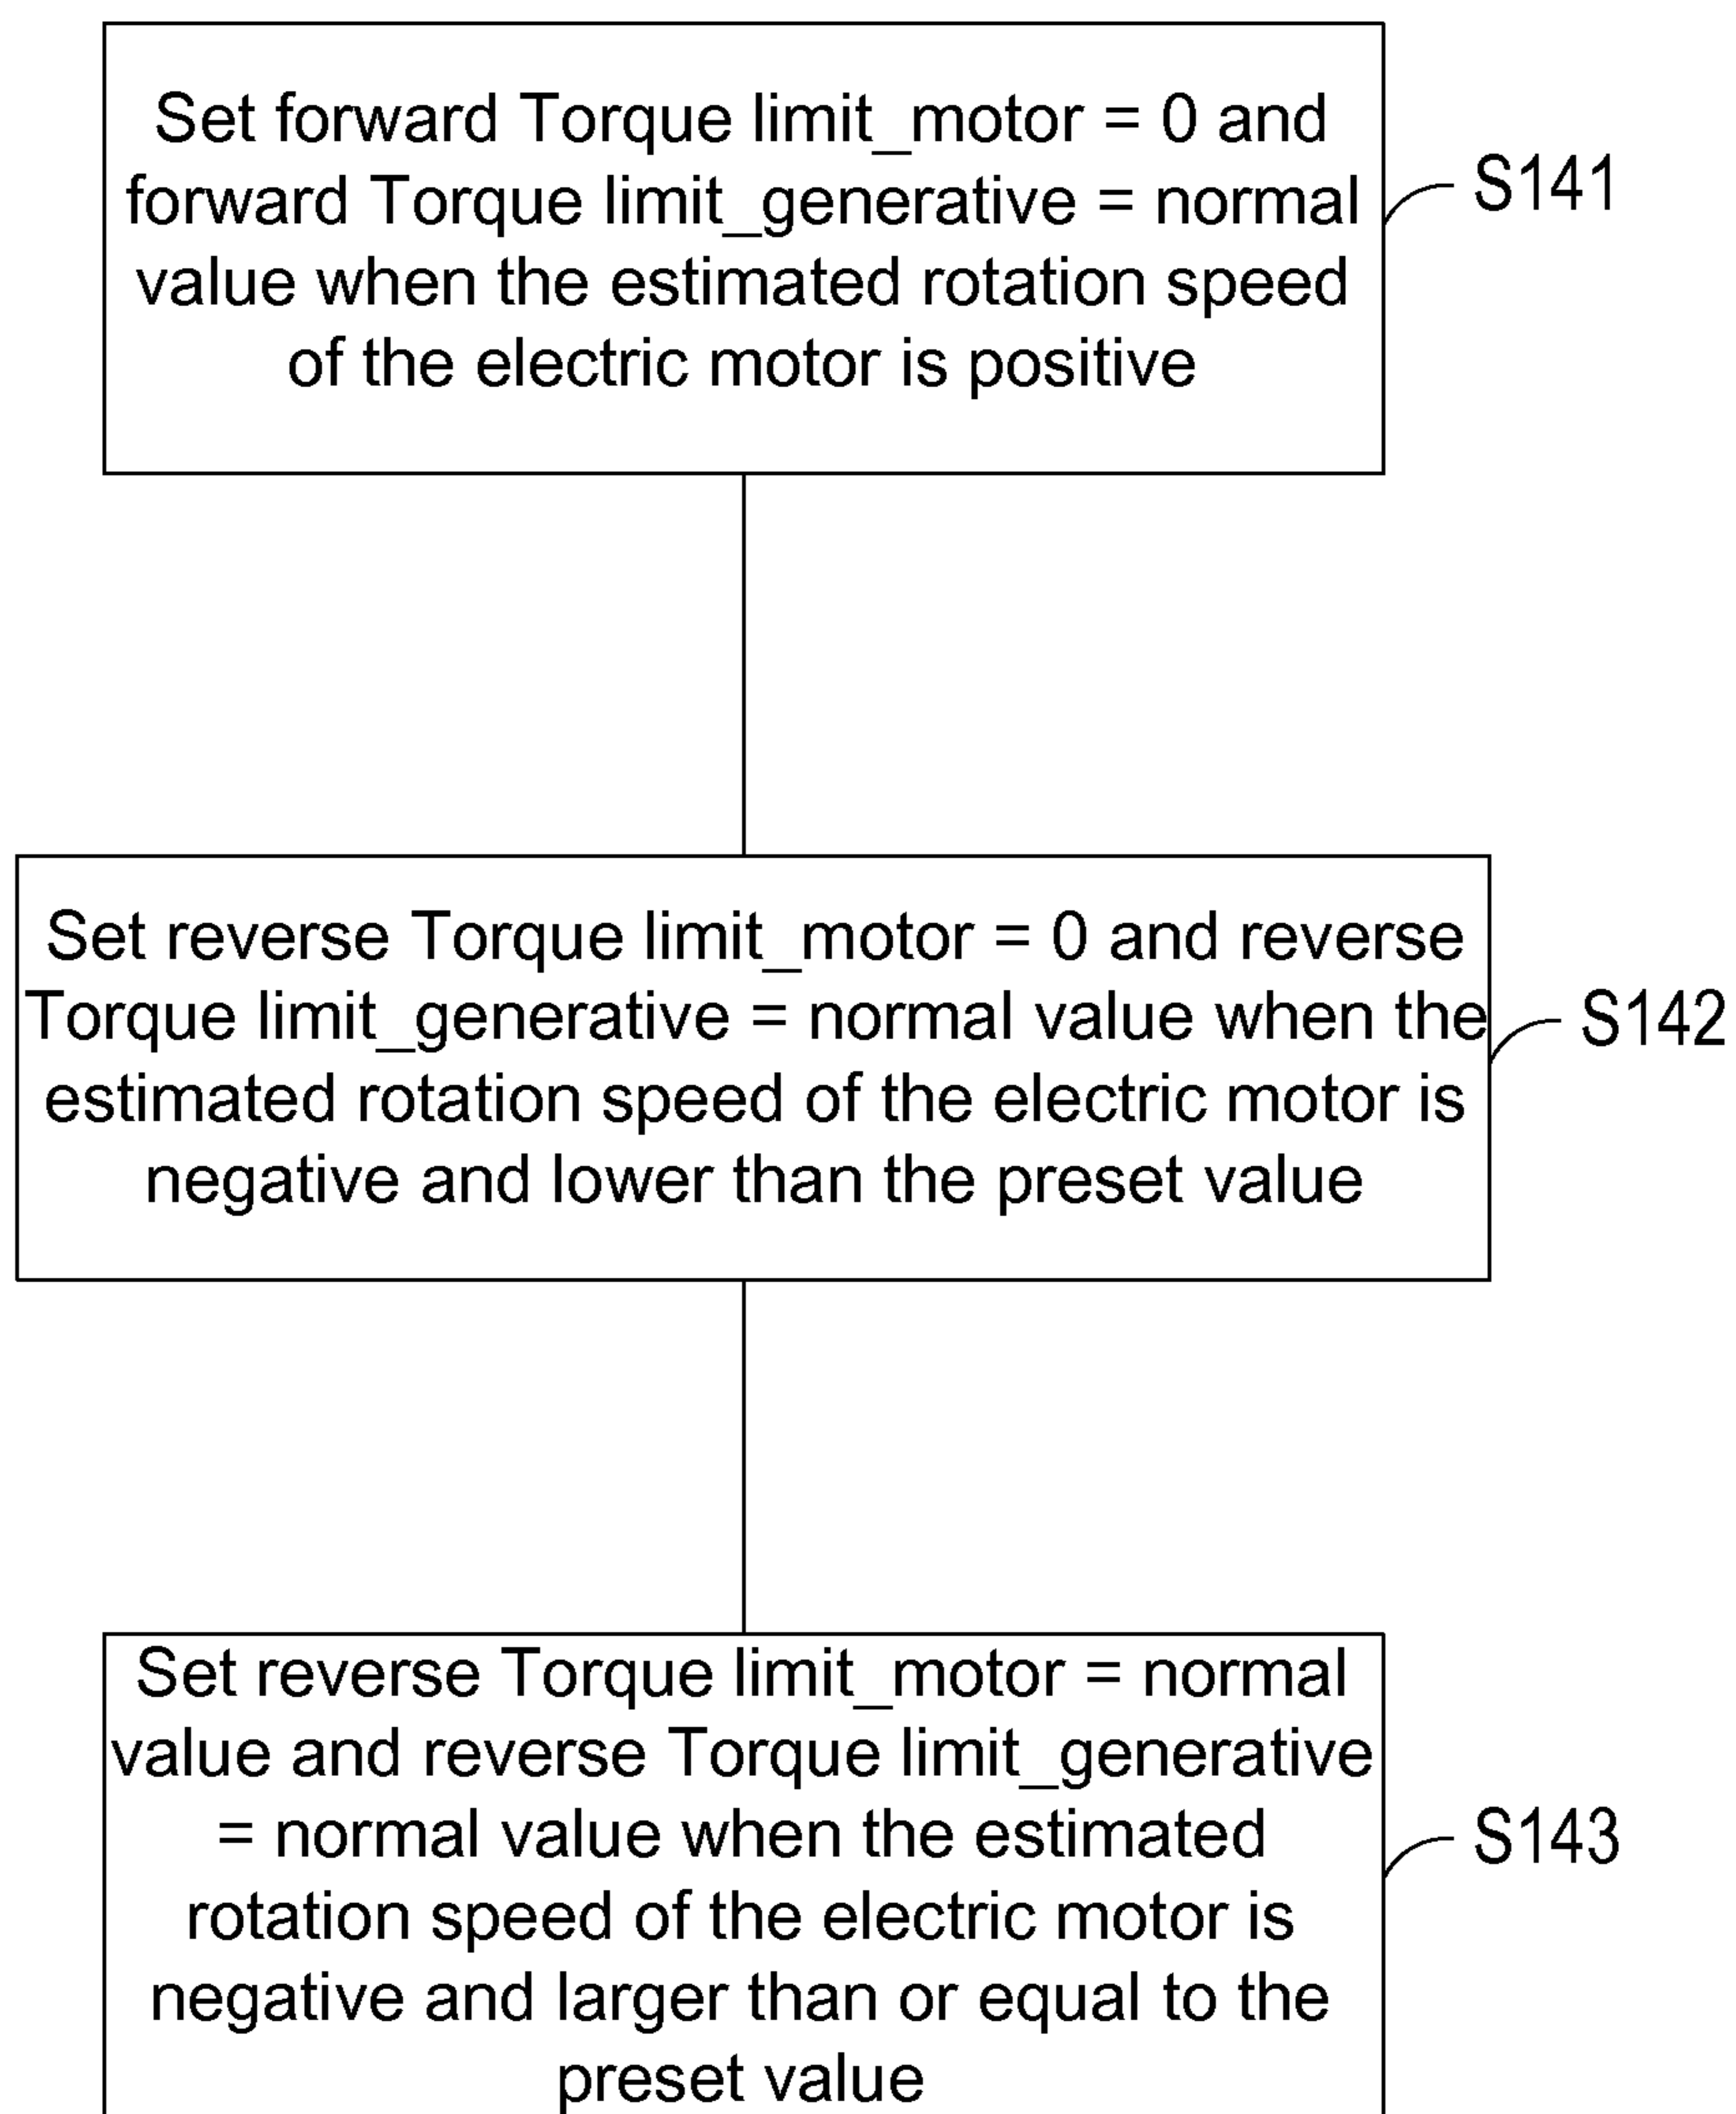 Set forward Torque limit_motor = 0 and
forward Torque limit_generative = normal
value when the estimated rotation speed
of the electric motor is positive
S141
Set reverse Torque limit_motor = 0 and reverse
Torque limit_generative = normal value when the
estimated rotation speed of the electric motor is
negative and lower than the preset value
S142
Set reverse Torque limit_motor = normal
value and reverse Torque limit_generative
= normal value when the estimated
rotation speed of the electric motor is
negative and larger than or equal to the
preset value
S143